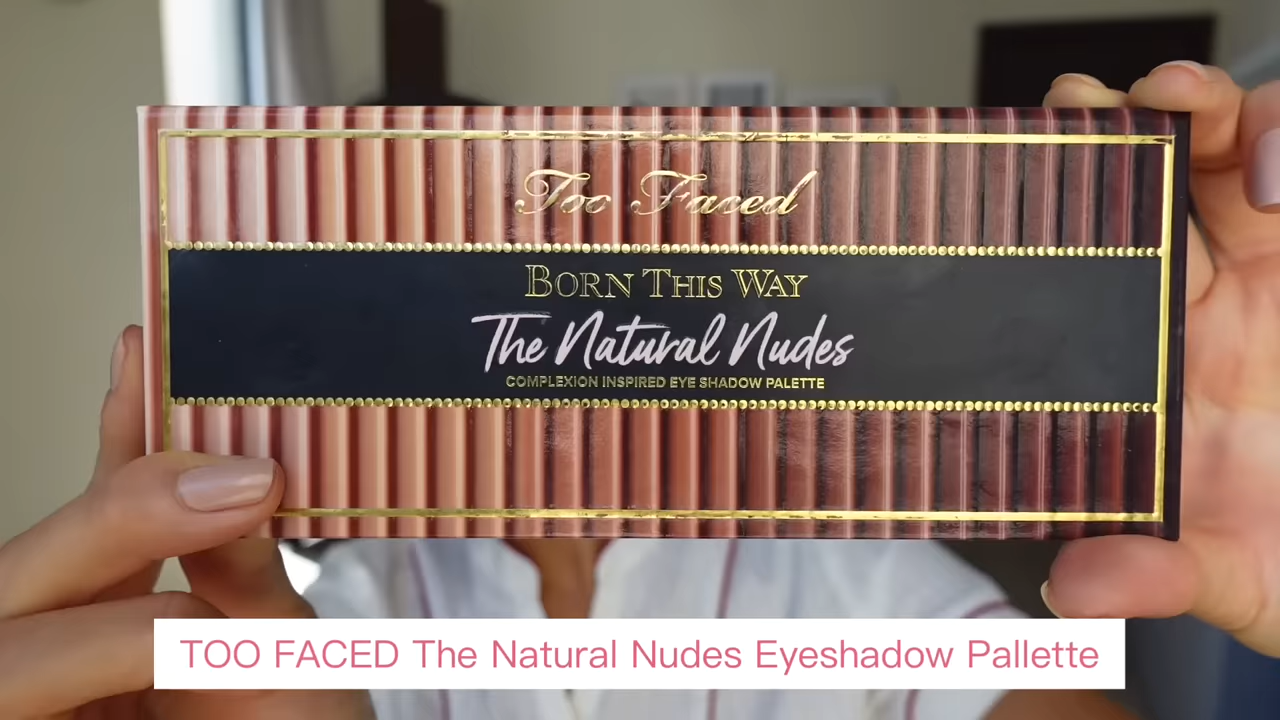 Too Faced
BORN THIS WAY
The Natural Nudes
COMPLEXION INSPIRED EYE SHADOW PALETTE
TOO FACED The Natural Nudes Eyeshadow Pallette